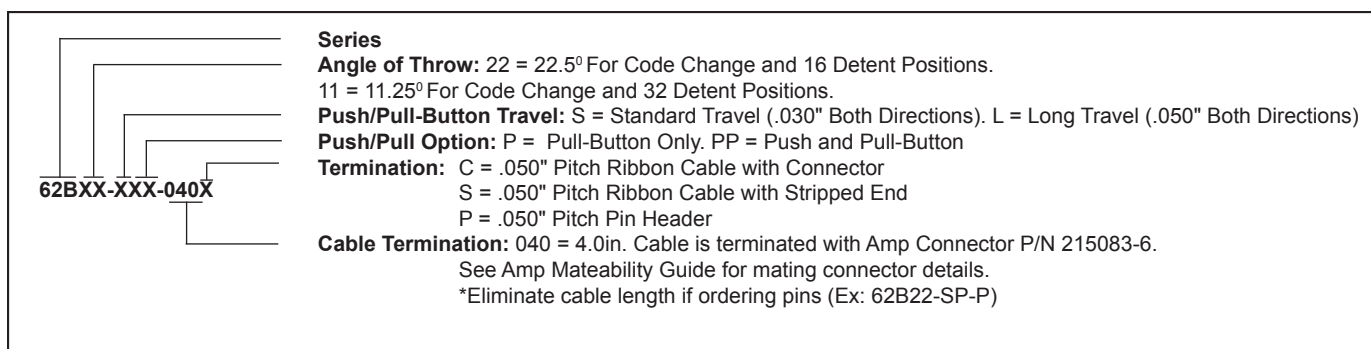 Series
Angle of Throw: 22 = 22.5⁰ For Code Change and 16 Detent Positions.
11 = 11.25⁰ For Code Change and 32 Detent Positions.
Push/Pull-Button Travel: S = Standard Travel (.030" Both Directions). L = Long Travel (.050" Both Directions)
Push/Pull Option: P = Pull-Button Only. PP = Push and Pull-Button
Termination: C = .050" Pitch Ribbon Cable with Connector
62BXX-XXX-040X
S = .050" Pitch Ribbon Cable with Stripped End
P = .050" Pitch Pin Header
Cable Termination: 040 = 4.0in. Cable is terminated with Amp Connector P/N 215083-6.
See Amp Mateability Guide for mating connector details.
*Eliminate cable length if ordering pins (Ex: 62B22-SP-P)